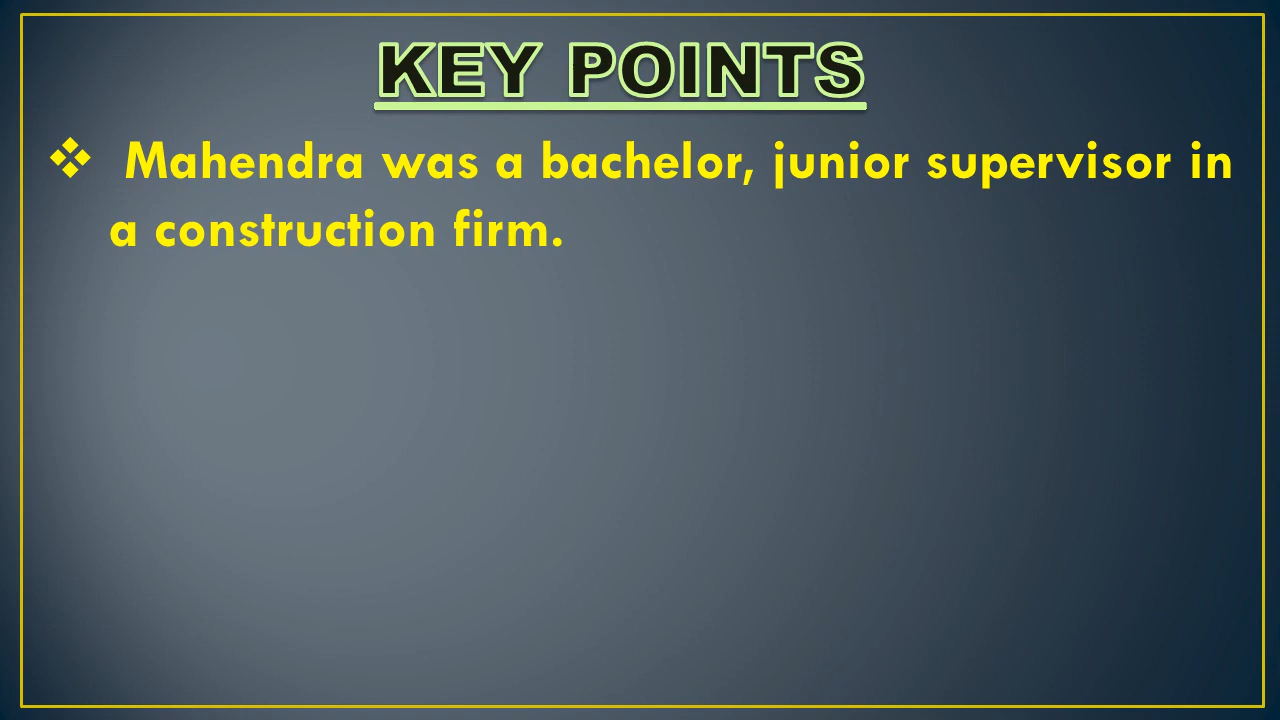 KEY POINTS
❖ Mahendra was a bachelor, junior supervisor in
a construction firm.